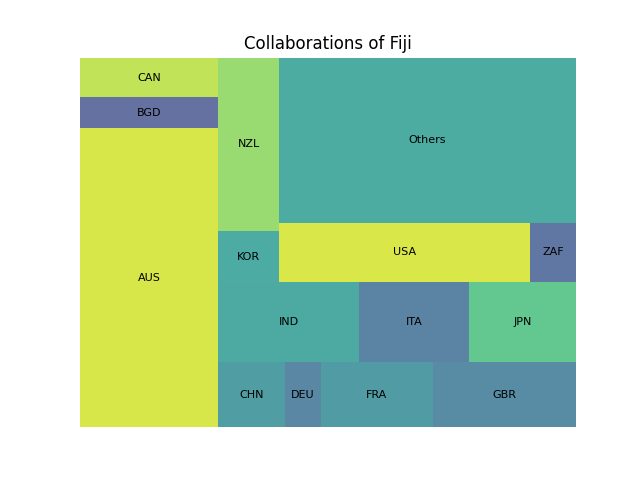 Collaborations of Fiji
CAN
BGD
AUS
NZL
KOR
Others
USA
ZAF
IND
ITA
JPN
CHN
DEU
FRA
GBR